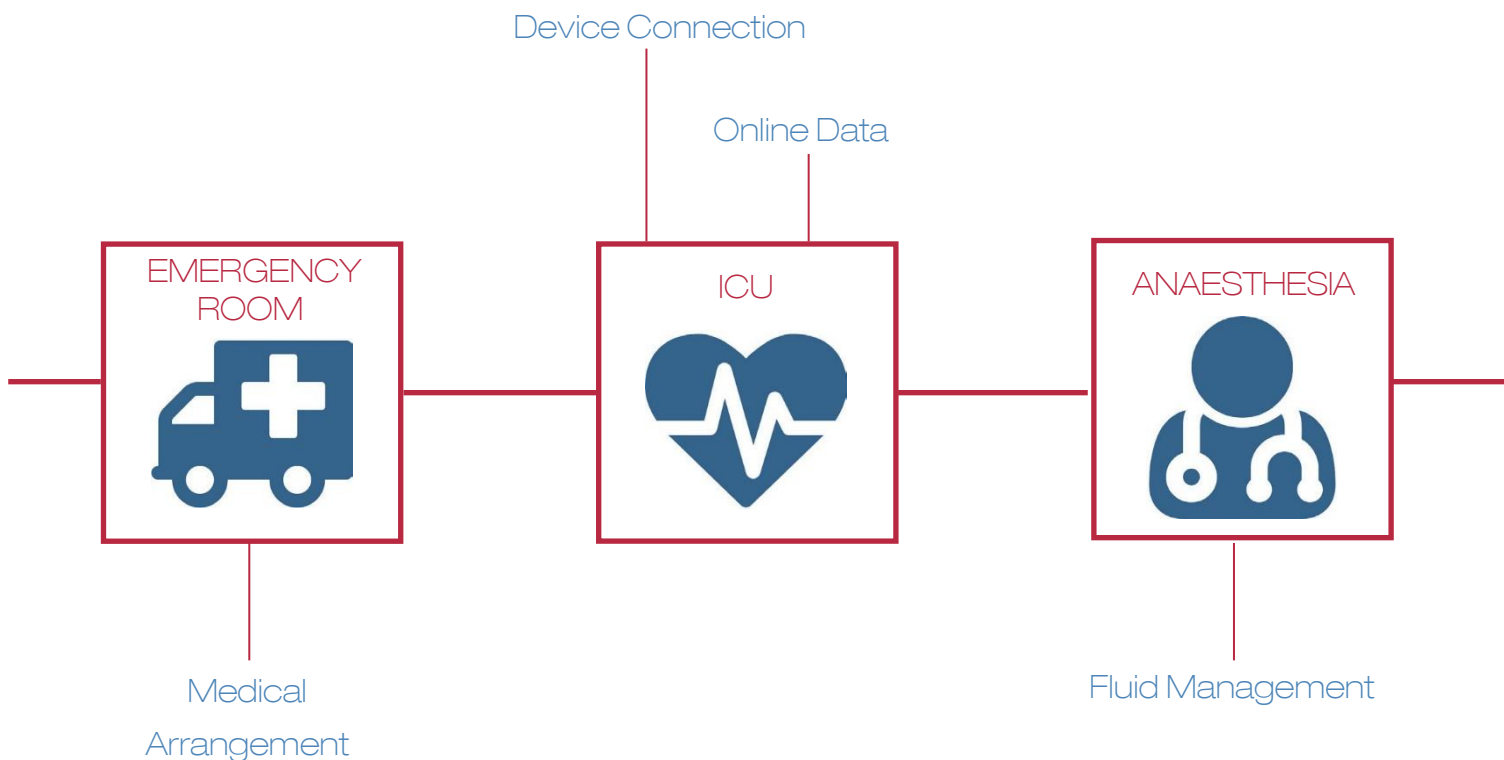 Device Connection
Online Data
EMERGENCY
ROOM
ICU
ANAESTHESIA
Medical
Arrangement
Fluid Management